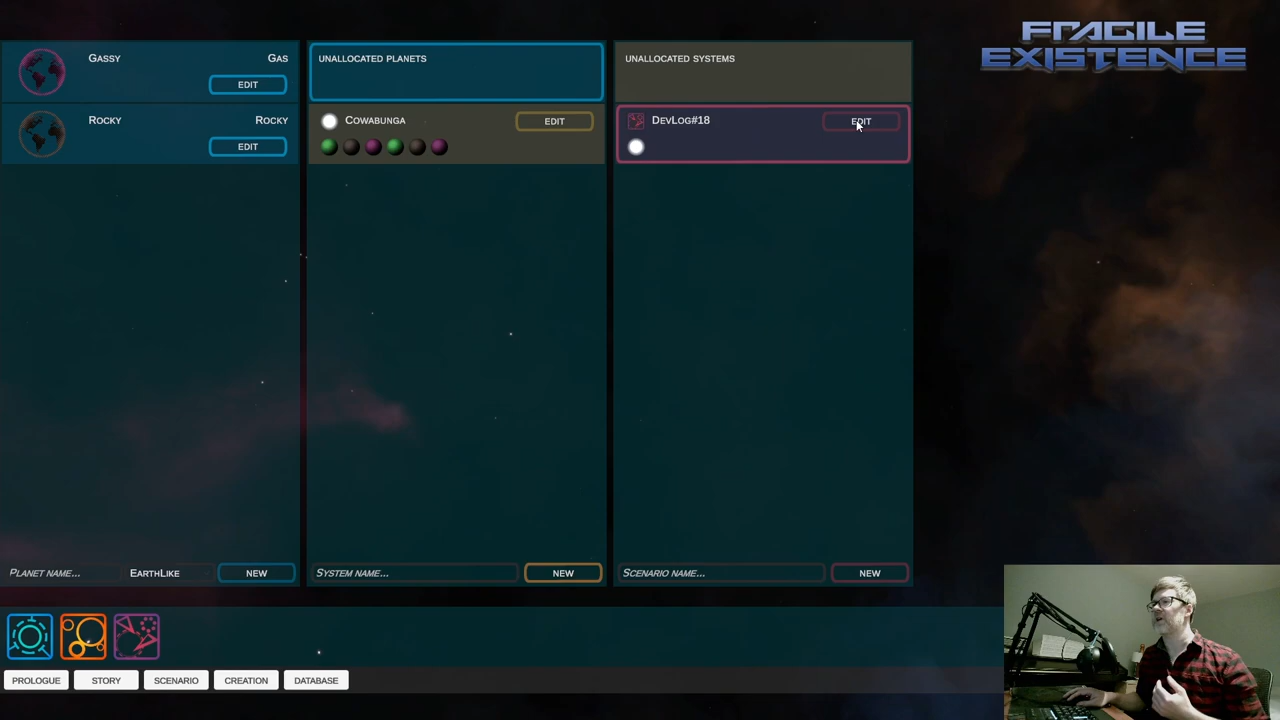 FRAGILE
EXISTENCE
Gassy
Gas
EDIT
Rocky
Rocky
EDIT
Planet name...
EarthLike
NEW
UNALLOCATED PLANETS
Cowabunga
EDIT
System name...
NEW
UNALLOCATED SYSTEMS
DevLog#18
EDIT
Scenario name...
NEW
PROLOGUE
STORY
SCENARIO
CREATION
DATABASE